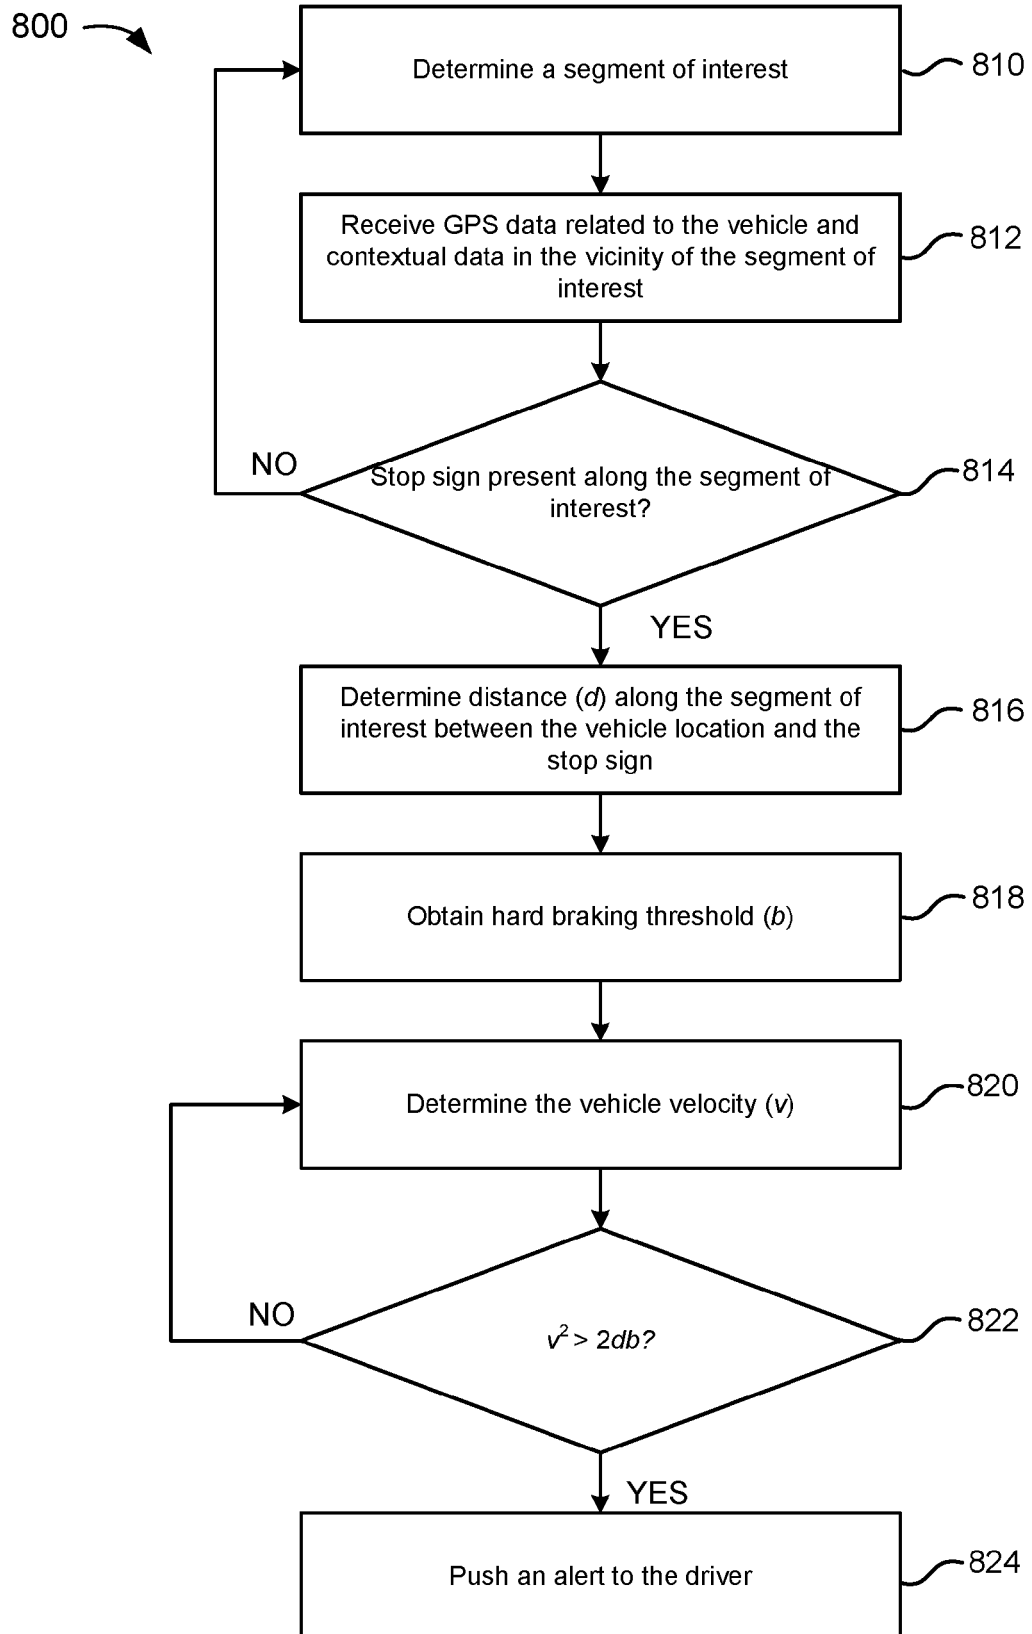 800
Determine a segment of interest
810
Receive GPS data related to the vehicle and
contextual data in the vicinity of the segment of
interest
812
NO
Stop sign present along the segment of
interest?
814
YES
Determine distance (d) along the segment of
interest between the vehicle location and the
stop sign
816
Obtain hard braking threshold (b)
818
Determine the vehicle velocity (v)
820
NO
v² > 2db?
822
YES
Push an alert to the driver
824